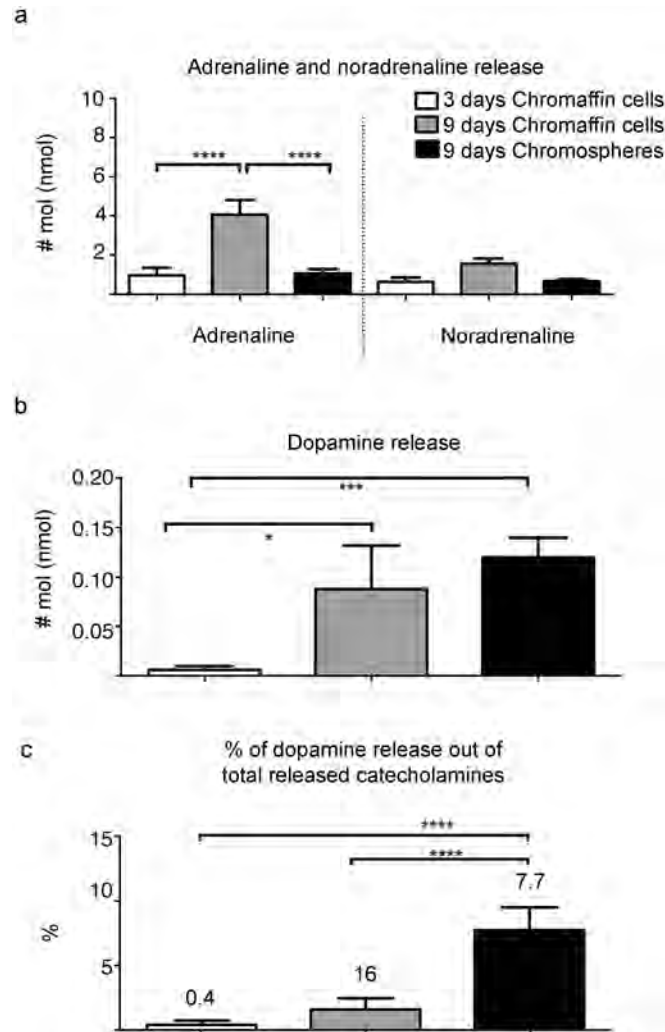 a
Adrenaline and noradrenaline release
3 days Chromaffin cells
9 days Chromaffin cells
9 days Chromospheres
# mol (nmol)
10
8
6
4
2
****
****
Adrenaline
Noradrenaline
b
Dopamine release
# mol (nmol)
0.20
0.15
0.10
0.05
***
*
c
% of dopamine release out of
total released catecholamines
%
15
10
5
****
****
0.4
16
7.7